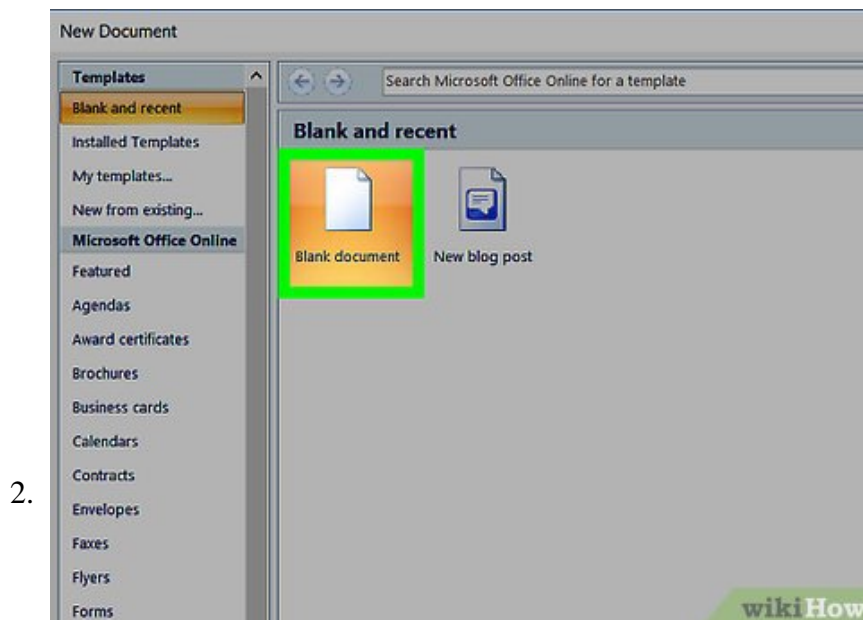 New Document
Templates
Blank and recent
Installed Templates
My templates...
New from existing...
Microsoft Office Online
Featured
Agendas
Award certificates
Brochures
Business cards
Calendars
Contracts
Envelopes
Faxes
Flyers
Forms
Search Microsoft Office Online for a template
Blank and recent
Blank document
New blog post
2.
wikiHow